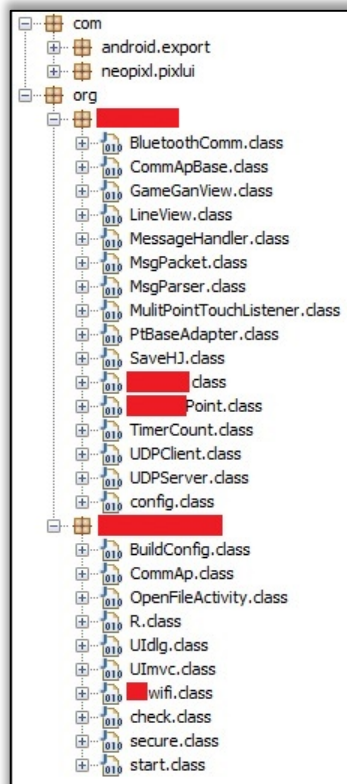 com
android.export
neopixl.pixlui
org
BluetoothComm.class
CommApBase.class
GameGanView.class
LineView.class
MessageHandler.class
MsgPacket.class
MsgParser.class
MulitPointTouchListener.class
PtBaseAdapter.class
SaveHJ.class
class
Point.class
TimerCount.class
UDPClient.class
UDPServer.class
config.class
BuildConfig.class
CommAp.class
OpenFileActivity.class
R.class
UIdlg.class
UImvc.class
wifi.class
check.class
secure.class
start.class